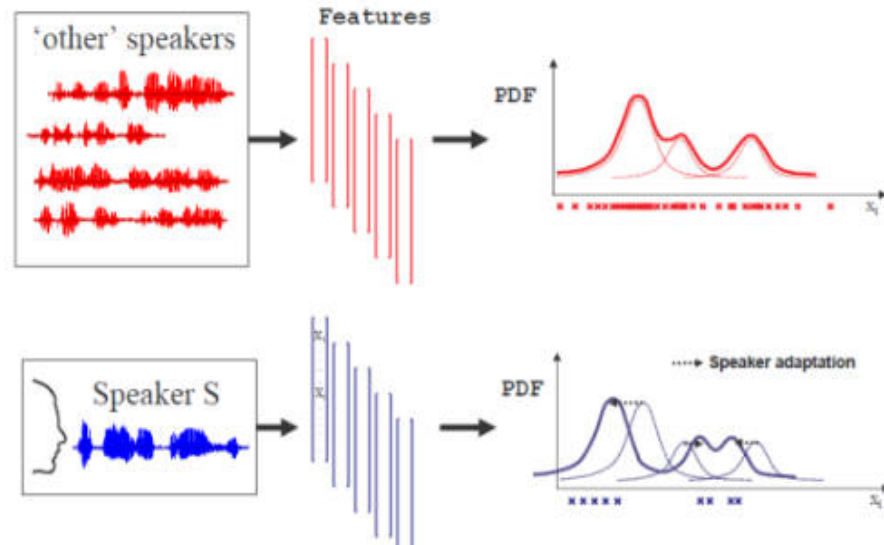 'other' speakers
Features
PDF
Speaker S
PDF
Speaker adaptation